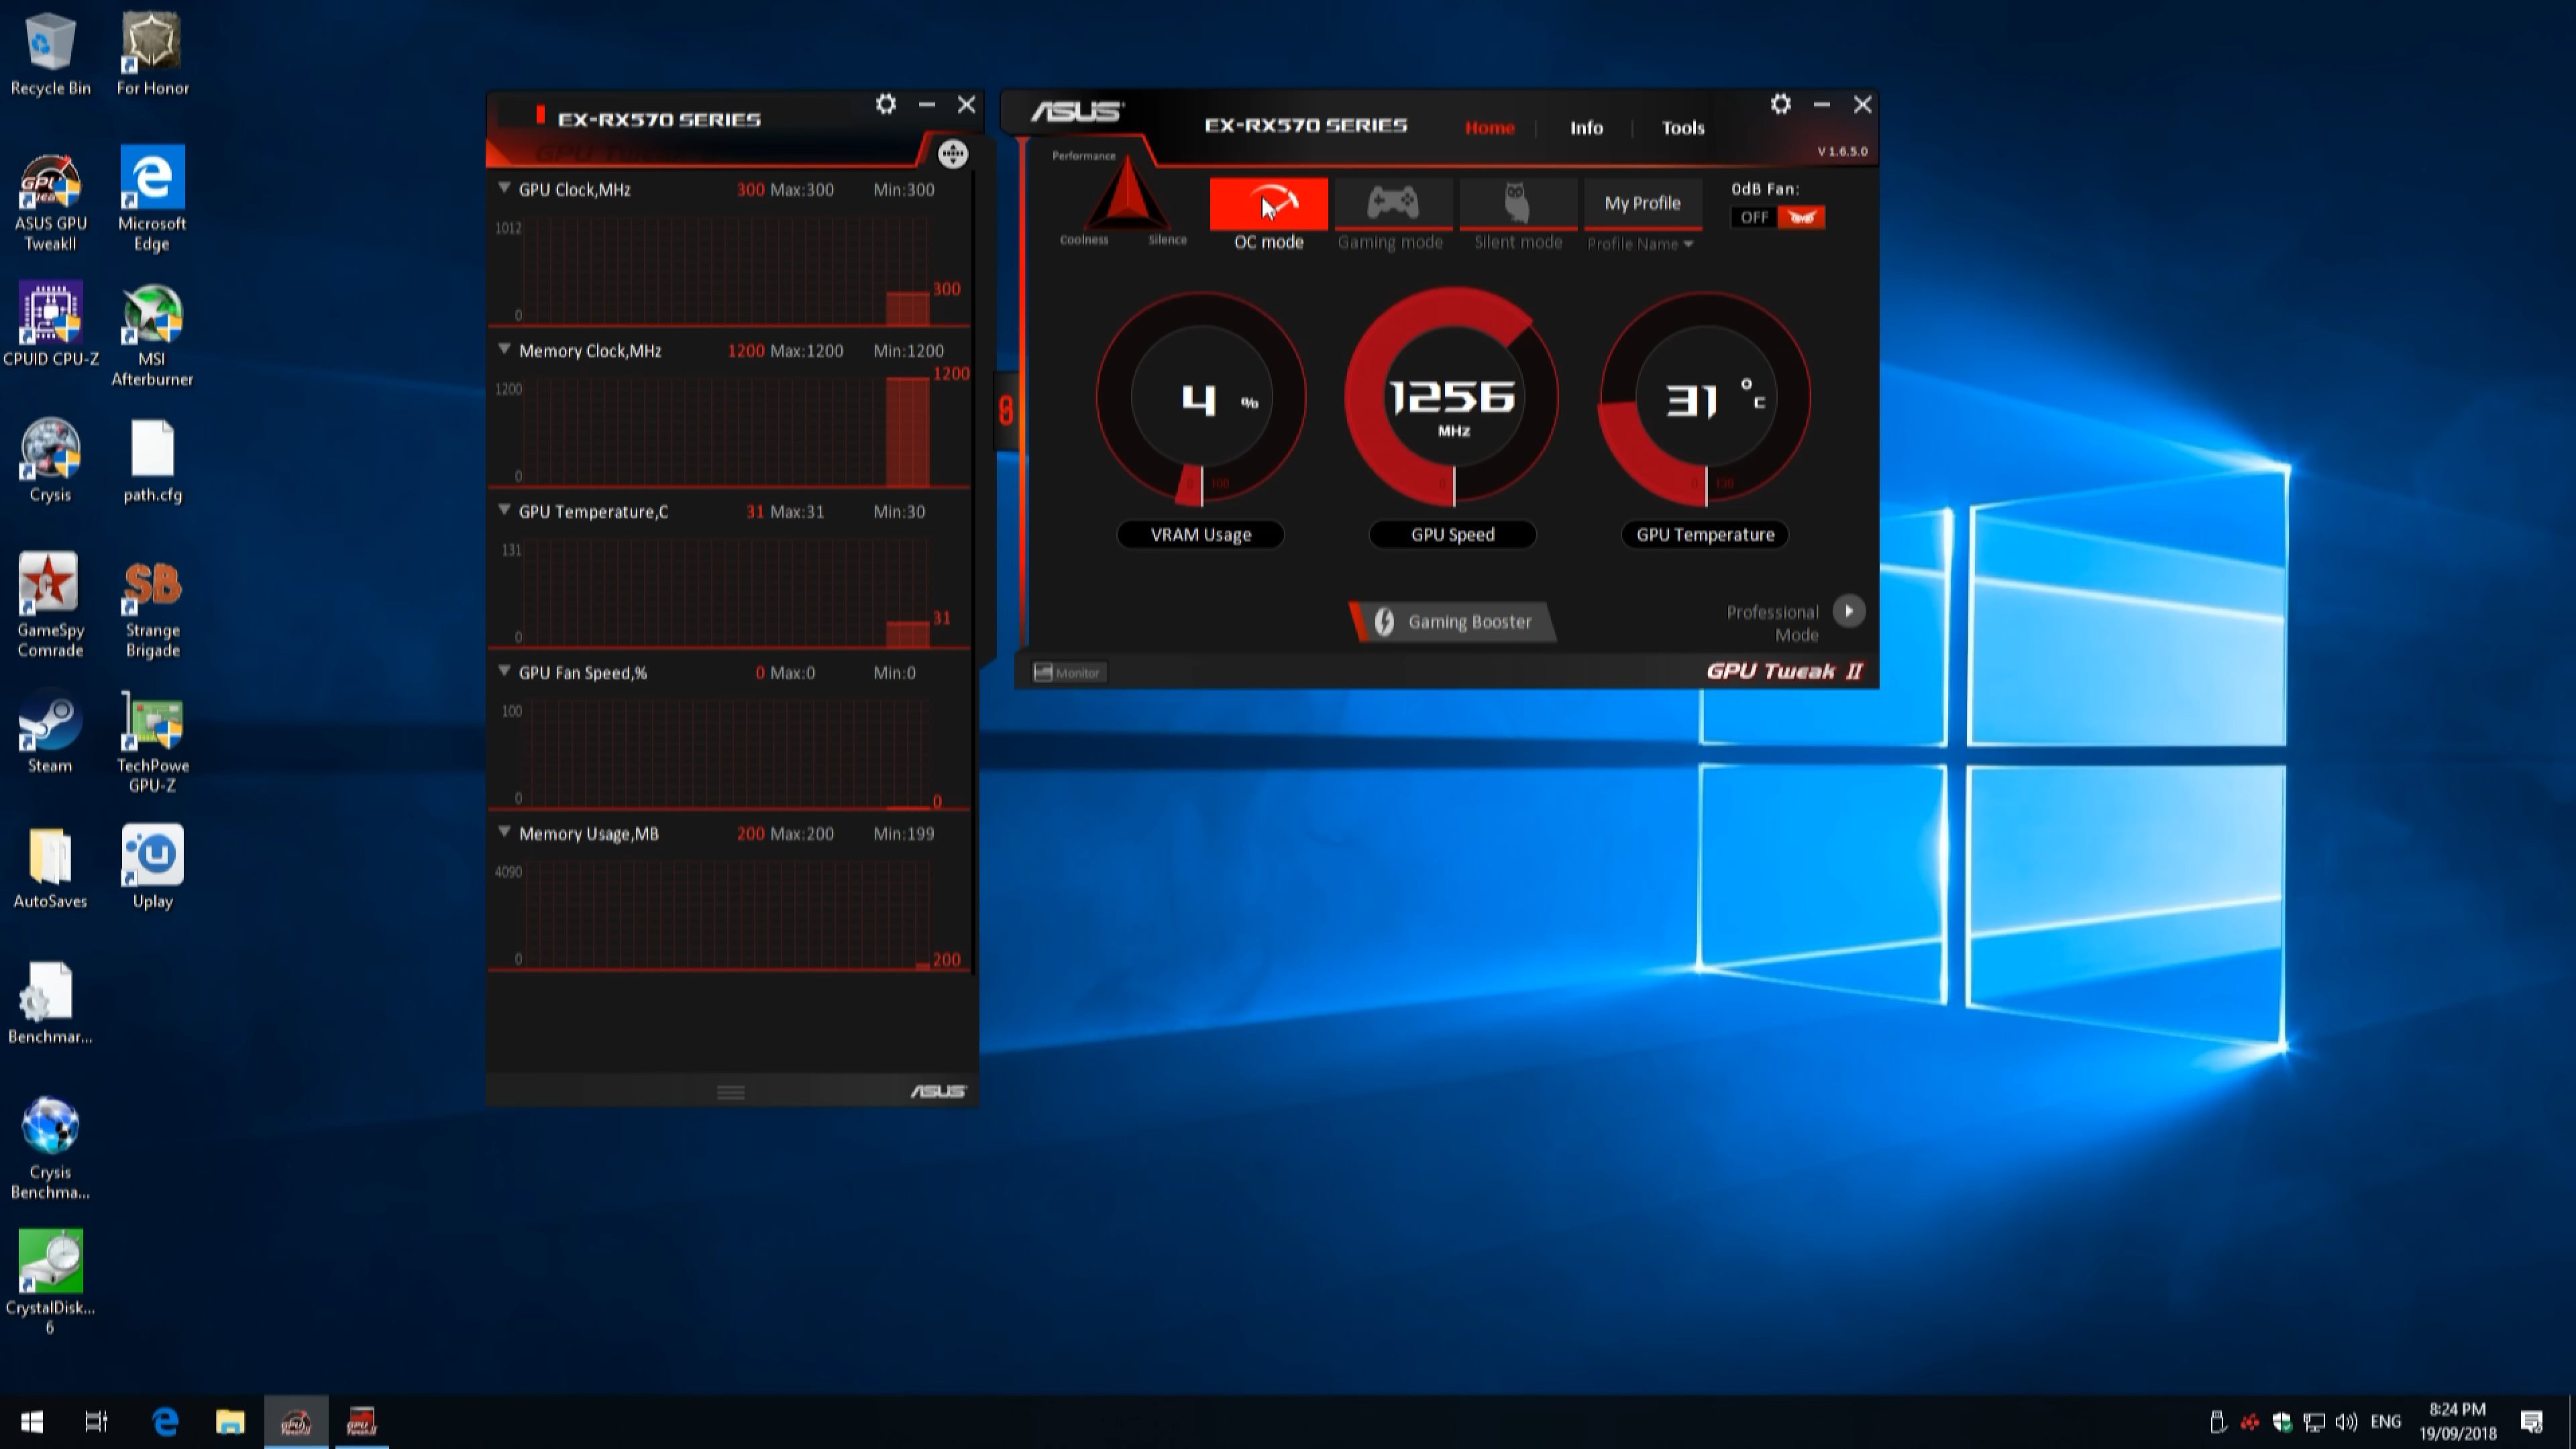 Recycle Bin
For Honor
ASUS GPU
TweakII
Microsoft
Edge
CPUID CPU-Z
MSI
Afterburner
Crysis
path.cfg
GameSpy
Comrade
Strange
Brigade
Steam
TechPowe
GPU-Z
AutoSaves
Uplay
Benchmar...
Crysis
Benchma...
CrystalDisk...
6
EX-RX570 SERIES
GPU Clock,MHz 300 Max:300 Min:300
1012
300
0
Memory Clock,MHz 1200 Max:1200 Min:1200
1200
1200
0
GPU Temperature,C 31 Max:31 Min:30
131
31
0
GPU Fan Speed,% 0 Max:0 Min:0
100
0
0
Memory Usage,MB 200 Max:200 Min:199
4090
200
0
ASUS
ASUS
EX-RX570 SERIES
Home
Info
Tools
V 1.6.5.0
Performance
Coolness
Silence
OC mode
Gaming mode
Silent mode
My Profile
Profile Name
0dB Fan:
OFF
4 %
0 100
VRAM Usage
1256
MHz
0
GPU Speed
31 °C
0 130
GPU Temperature
Gaming Booster
Professional
Mode
Monitor
GPU Tweak II
ENG
8:24 PM
19/09/2018